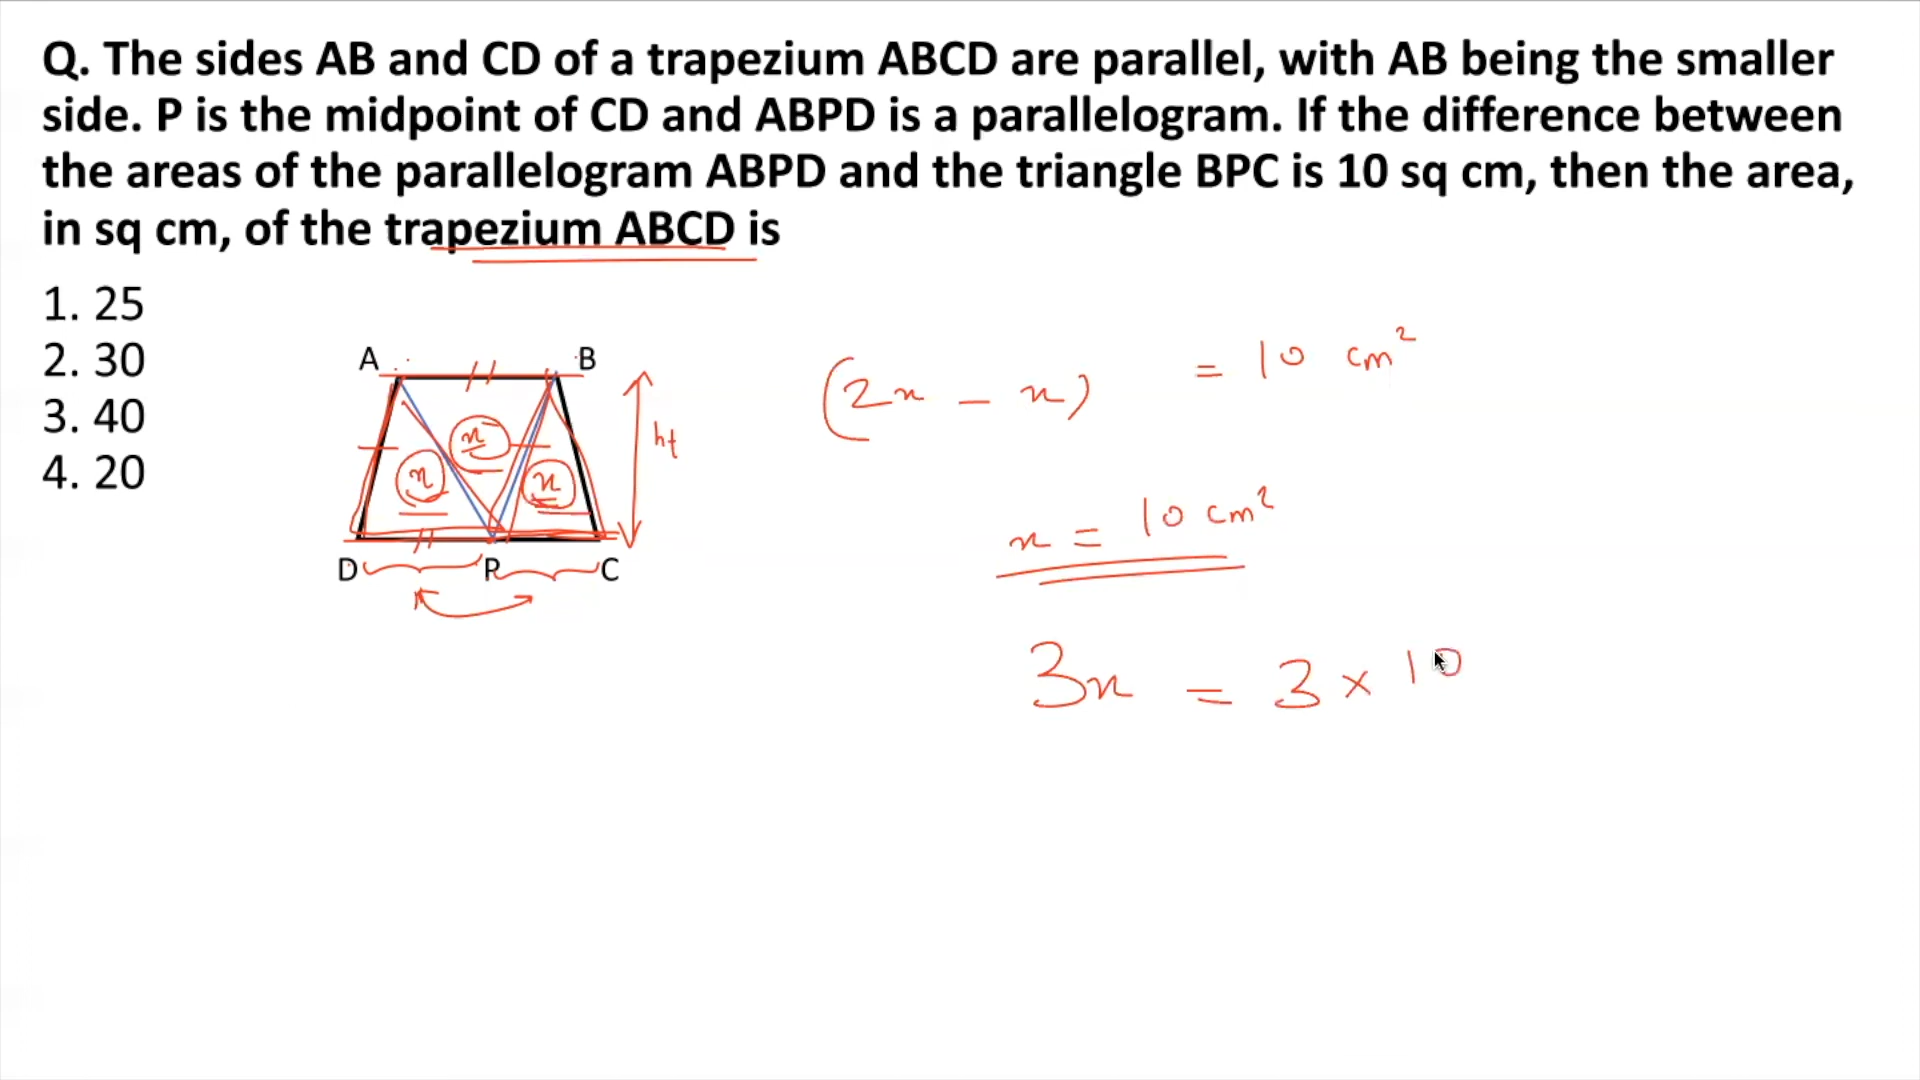 Q. The sides AB and CD of a trapezium ABCD are parallel, with AB being the smaller
side. P is the midpoint of CD and ABPD is a parallelogram. If the difference between
the areas of the parallelogram ABPD and the triangle BPC is 10 sq cm, then the area,
in sq cm, of the trapezium ABCD is
1. 25
2. 30
3. 40
4. 20
A B
x
x x
ht
D P C
(2x - x) = 10 cm²
x = 10 cm²
3x = 3 × 10